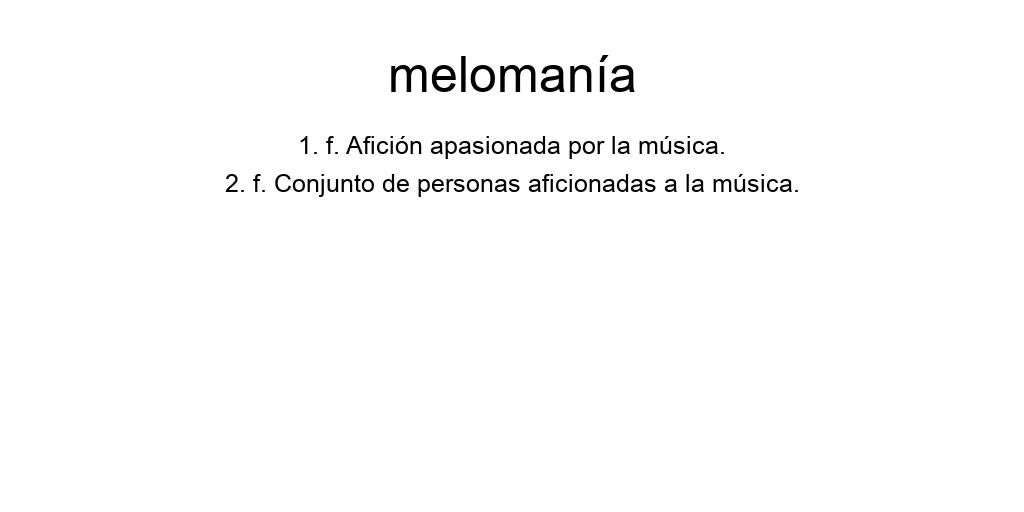 melomanía
1. f. Afición apasionada por la música.
2. f. Conjunto de personas aficionadas a la música.